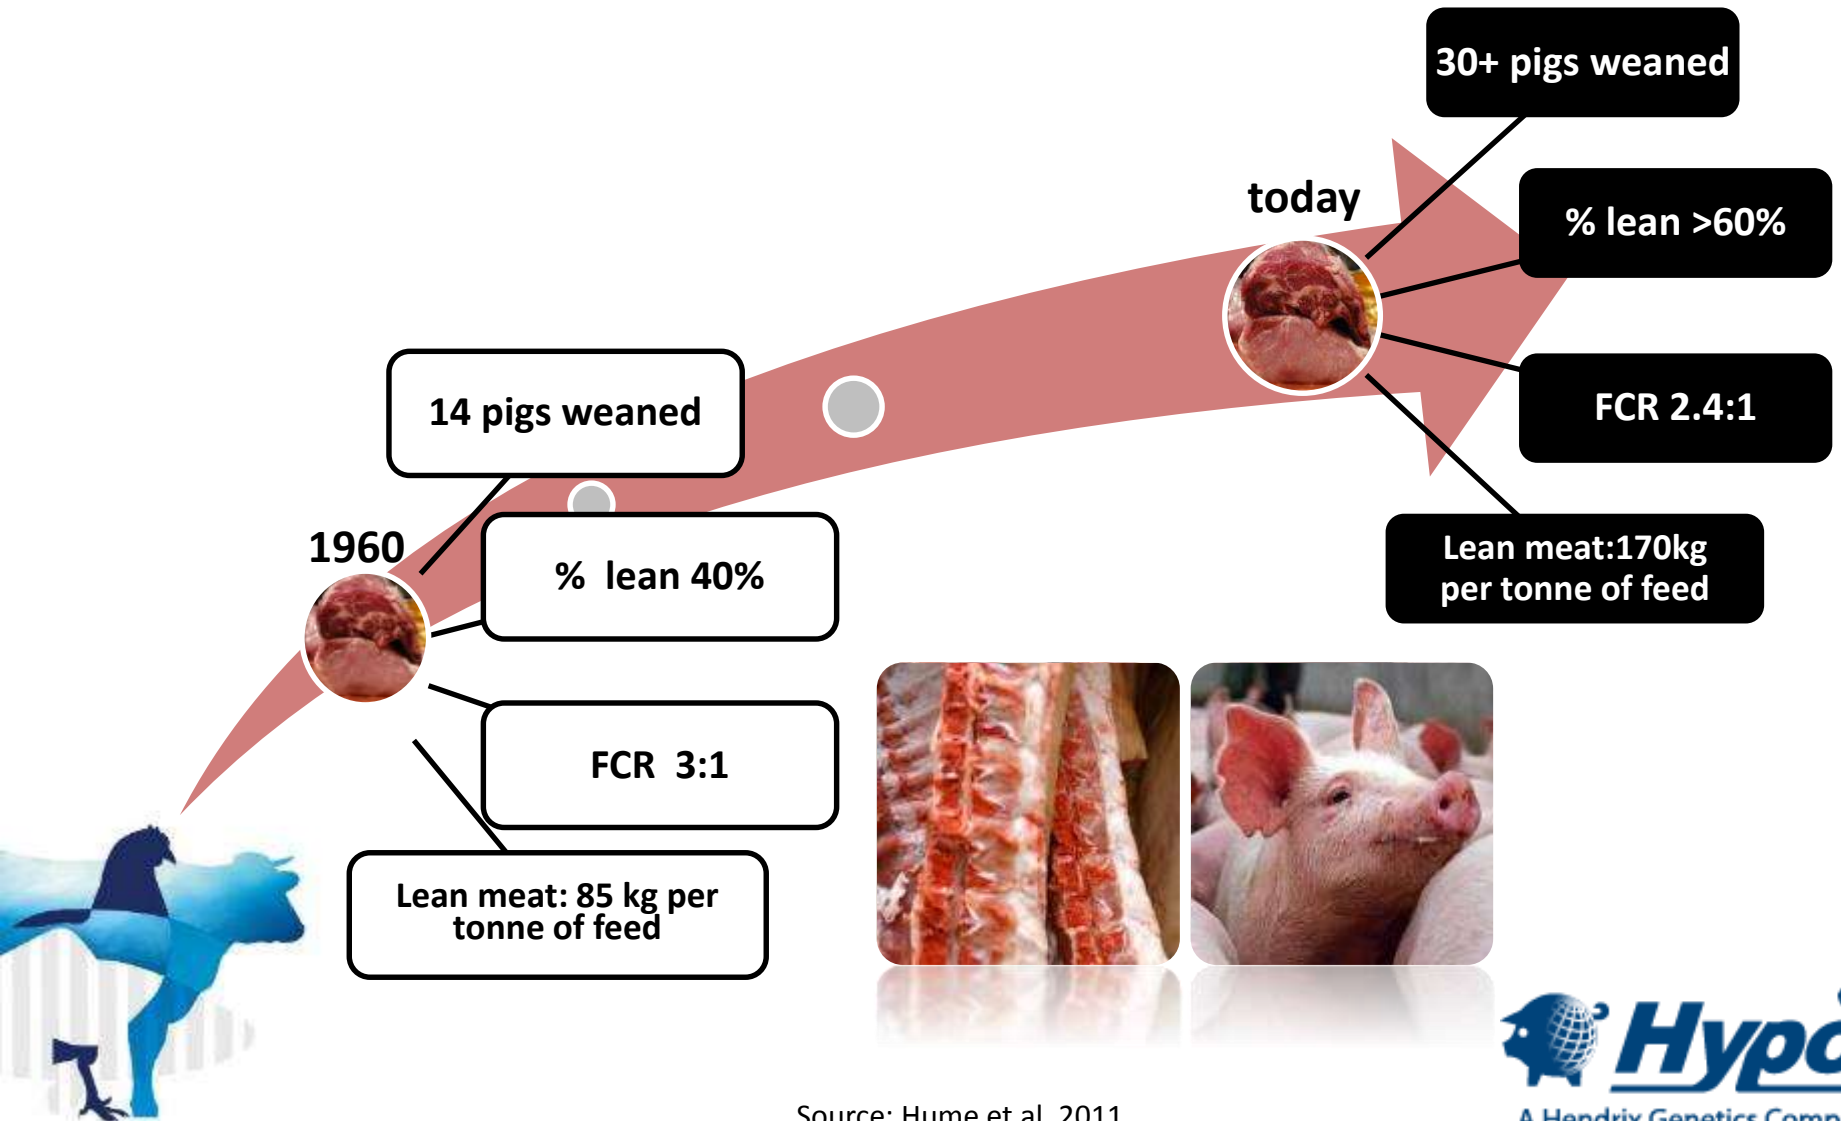 30+ pigs weaned
today
% lean >60%
14 pigs weaned
FCR 2.4:1
1960
% lean 40%
Lean meat:170kg
per tonne of feed
FCR 3:1
Lean meat: 85 kg per
tonne of feed
Source: Hume et al. 2011
A Hendrix Genetics